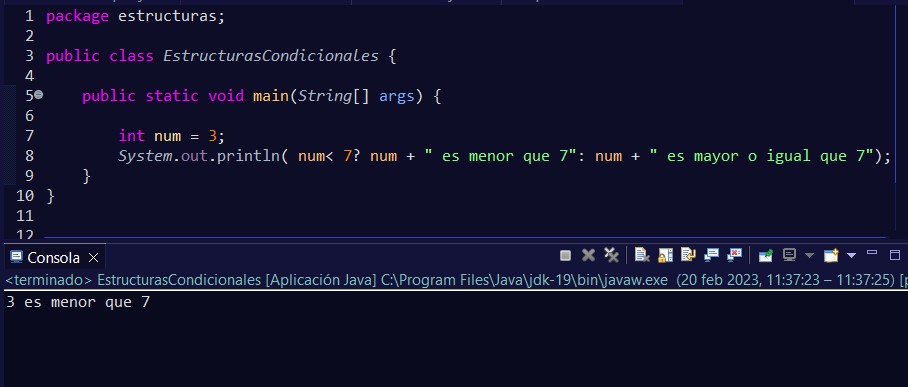 1 package estructuras;
2
3 public class EstructurasCondicionales {
4
5 public static void main(String[] args) {
6
7 int num = 3;
8 System.out.println( num< 7? num + " es menor que 7": num + " es mayor o igual que 7");
9 }
10 }
11
12
Consola
<terminado> EstructurasCondicionales [Aplicación Java] C:\Program Files\Java\jdk-19\bin\javaw.exe (20 feb 2023, 11:37:23 – 11:37:25) [p
3 es menor que 7